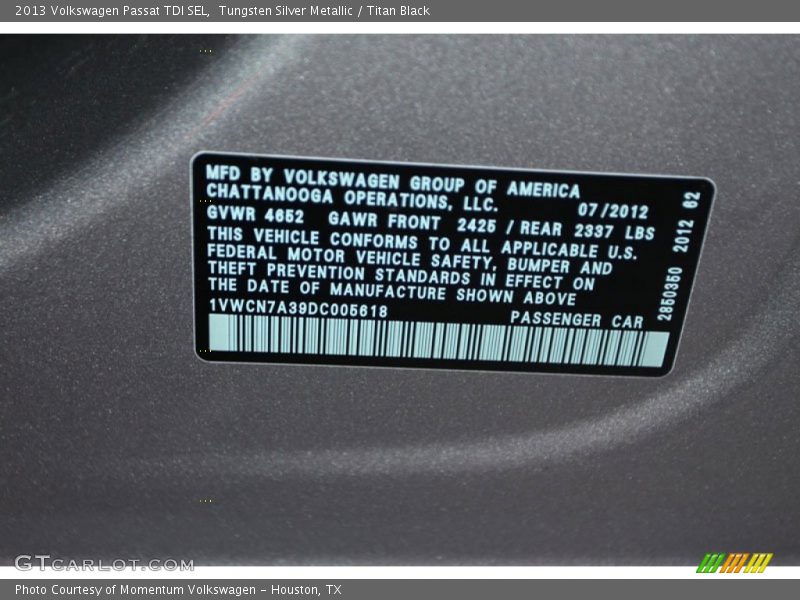 2013 Volkswagen Passat TDI SEL,  Tungsten Silver Metallic / Titan Black
MFD BY VOLKSWAGEN GROUP OF AMERICA
CHATTANOOGA OPERATIONS, LLC.
07/2012
GVWR 4652 GAWR FRONT 2425 / REAR 2337 LBS
THIS VEHICLE CONFORMS TO ALL APPLICABLE U.S.
FEDERAL MOTOR VEHICLE SAFETY, BUMPER AND
THEFT PREVENTION STANDARDS IN EFFECT ON
THE DATE OF MANUFACTURE SHOWN ABOVE
1VWCN7A39DC005618 PASSENGER CAR
2850350 2012 62
GTCARLOT.COM
Photo Courtesy of Momentum Volkswagen – Houston, TX